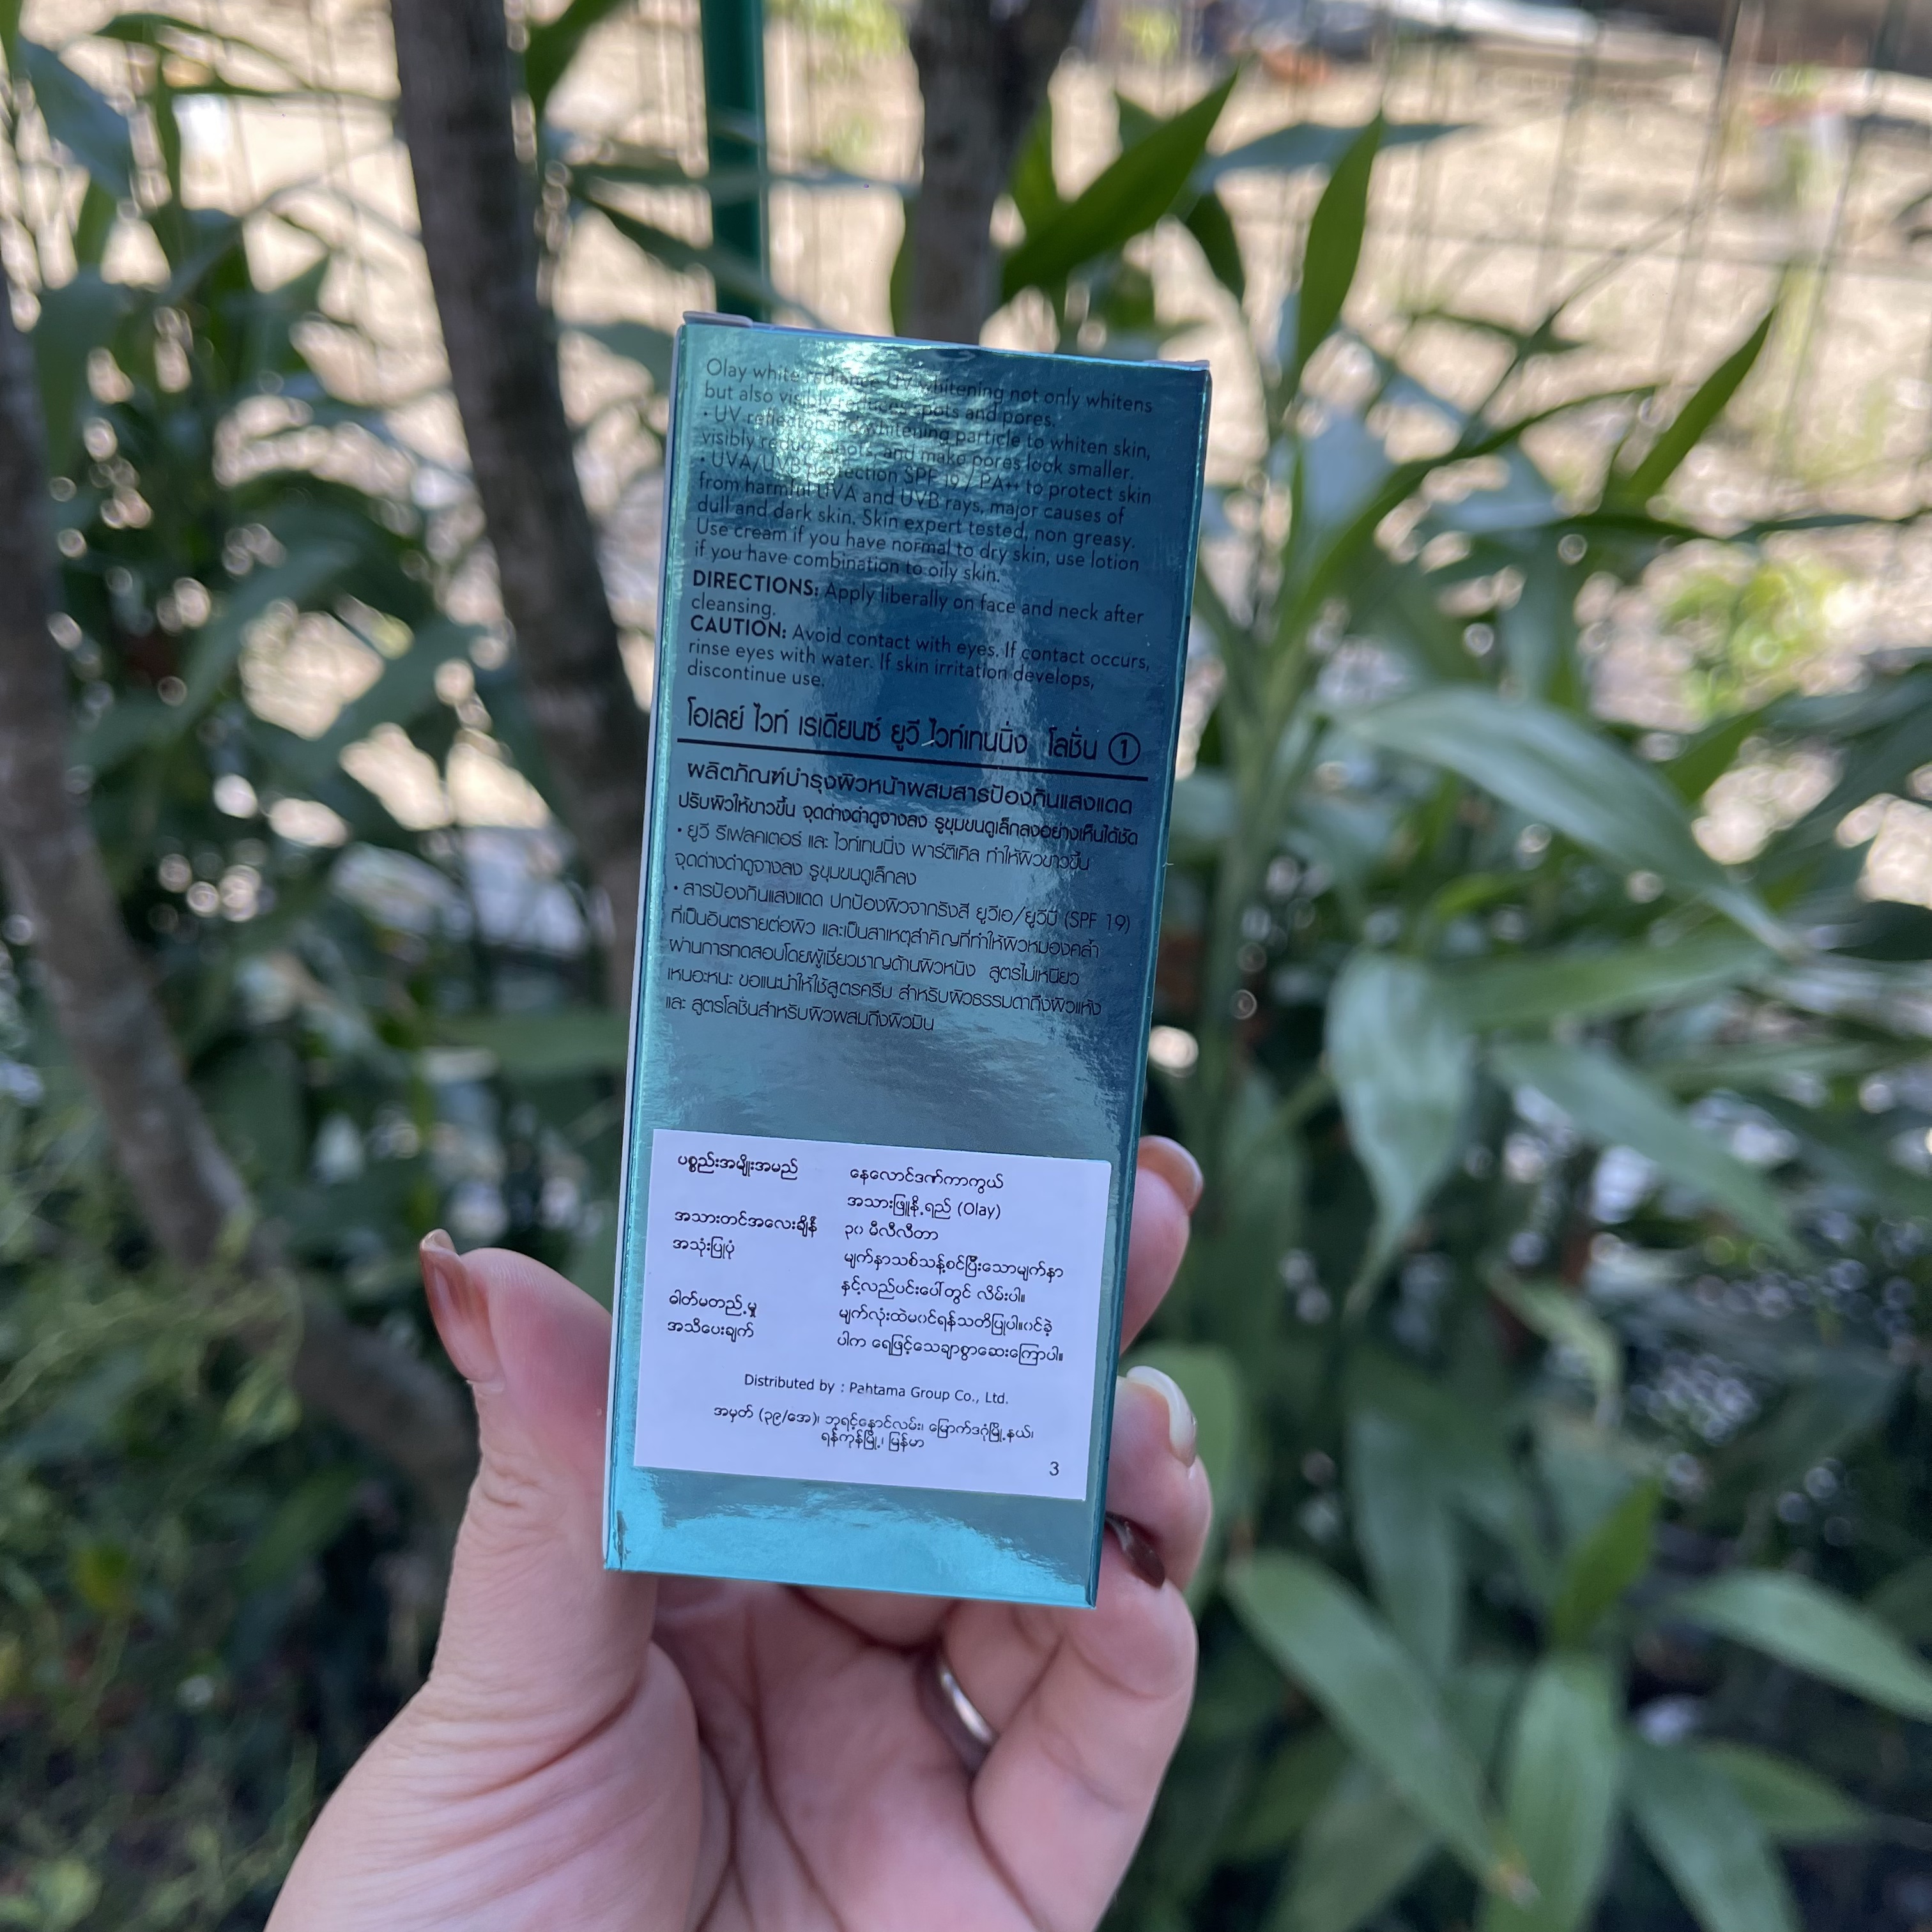 Olay white radiance UV whitening not only whitens
but also visibly reduces spots and pores.
• UV reflector and whitening particle to whiten skin,
visibly reduce spots, and make pores look smaller.
• UVA/UVB protection SPF 19 / PA++ to protect skin
from harmful UVA and UVB rays, major causes of
dull and dark skin. Skin expert tested, non greasy.
Use cream if you have normal to dry skin, use lotion
if you have combination to oily skin.
DIRECTIONS: Apply liberally on face and neck after
cleansing.
CAUTION: Avoid contact with eyes. If contact occurs,
rinse eyes with water. If skin irritation develops,
discontinue use.
โอเลย์ ไวท์ เรเดียนซ์ ยูวี ไวท์เทนนิ่ง โลชั่น ①
ผลิตภัณฑ์บำรุงผิวหน้าผสมสารป้องกันแสงแดด
ปรับผิวให้ขาวขึ้น จุดด่างดำดูจางลง รูขุมขนดูเล็กลงอย่างเห็นได้ชัด
• ยูวี รีเฟลคเตอร์ และ ไวท์เทนนิ่ง พาร์ติเคิล ทำให้ผิวขาวขึ้น
จุดด่างดำดูจางลง รูขุมขนดูเล็กลง
• สารป้องกันแสงแดด ปกป้องผิวจากรังสี ยูวีเอ/ยูวีบี (SPF 19)
ที่เป็นอันตรายต่อผิว และเป็นสาเหตุสำคัญที่ทำให้ผิวหมองคล้ำ
ผ่านการทดสอบโดยผู้เชี่ยวชาญด้านผิวหนัง สูตรไม่เหนียว
เหนอะหนะ ขอแนะนำให้ใช้สูตรครีม สำหรับผิวธรรมดาถึงผิวแห้ง
และ สูตรโลชั่นสำหรับผิวผสมถึงผิวมัน
ပစ္စည်းအမျိုးအမည် နေလောင်ဒဏ်ကာကွယ်
အသားဖြူနို့ရည် (Olay)
အသားတင်အလေးချိန် ၃၀ မီလီလီတာ
အသုံးပြုပုံ မျက်နှာသစ်သန့်စင်ပြီးသောမျက်နှာ
နှင့်လည်ပင်းပေါ်တွင် လိမ်းပါ။
ဓါတ်မတည့်မှု မျက်လုံးထဲမဝင်ရန်သတိပြုပါ။ဝင်ခဲ့
အသိပေးချက် ပါက ရေဖြင့်သေချာစွာဆေးကြောပါ။
Distributed by : Pahtama Group Co., Ltd.
အမှတ် (၃၉/အေ)၊ ဘုရင့်နောင်လမ်း၊ မြောက်ဒဂုံမြို့နယ်၊
ရန်ကုန်မြို့၊ မြန်မာ
3